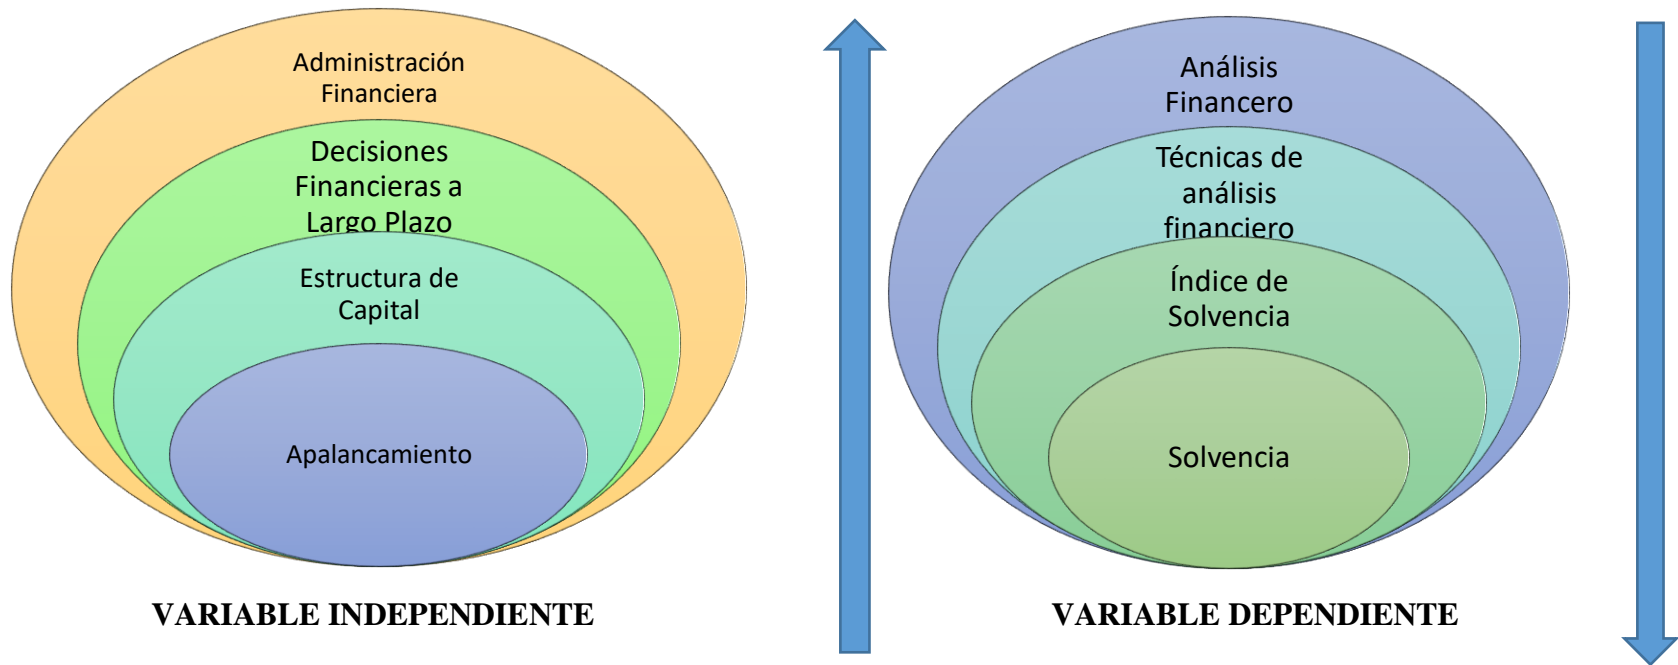 Administración
Financiera
Decisiones
Financieras a
Largo Plazo
Estructura de
Capital
Apalancamiento
VARIABLE INDEPENDIENTE
Análisis
Financero
Técnicas de
análisis
financiero
Índice de
Solvencia
Solvencia
VARIABLE DEPENDIENTE